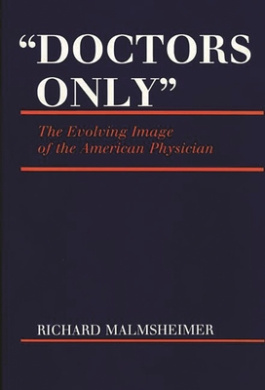 “DOCTORS
ONLY”
The Evolving Image
of the American Physician
RICHARD MALMSHEIMER